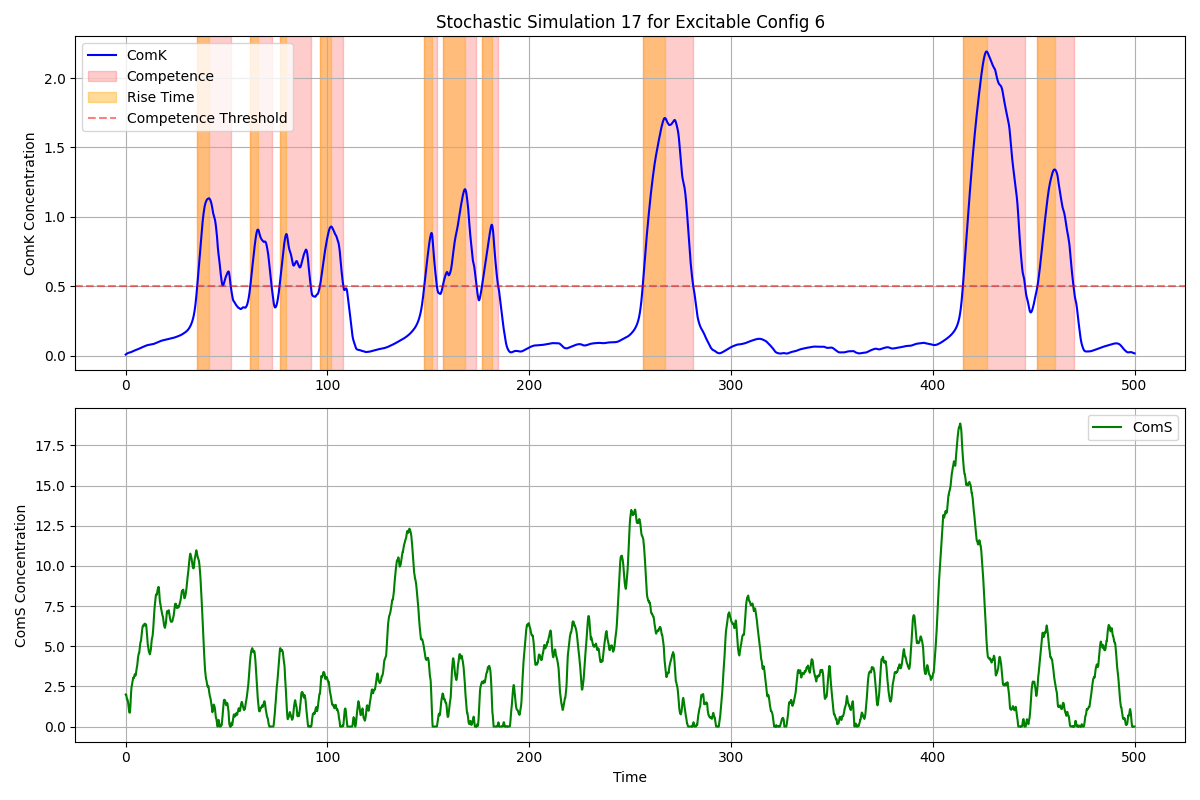 Stochastic Simulation 17 for Excitable Config 6
ComK Concentration
2.0
1.5
1.0
0.5
0.0
ComK
Competence
Rise Time
Competence Threshold
0
100
200
300
400
500
ComS Concentration
17.5
15.0
12.5
10.0
7.5
5.0
2.5
0.0
ComS
0
100
200
300
400
500
Time